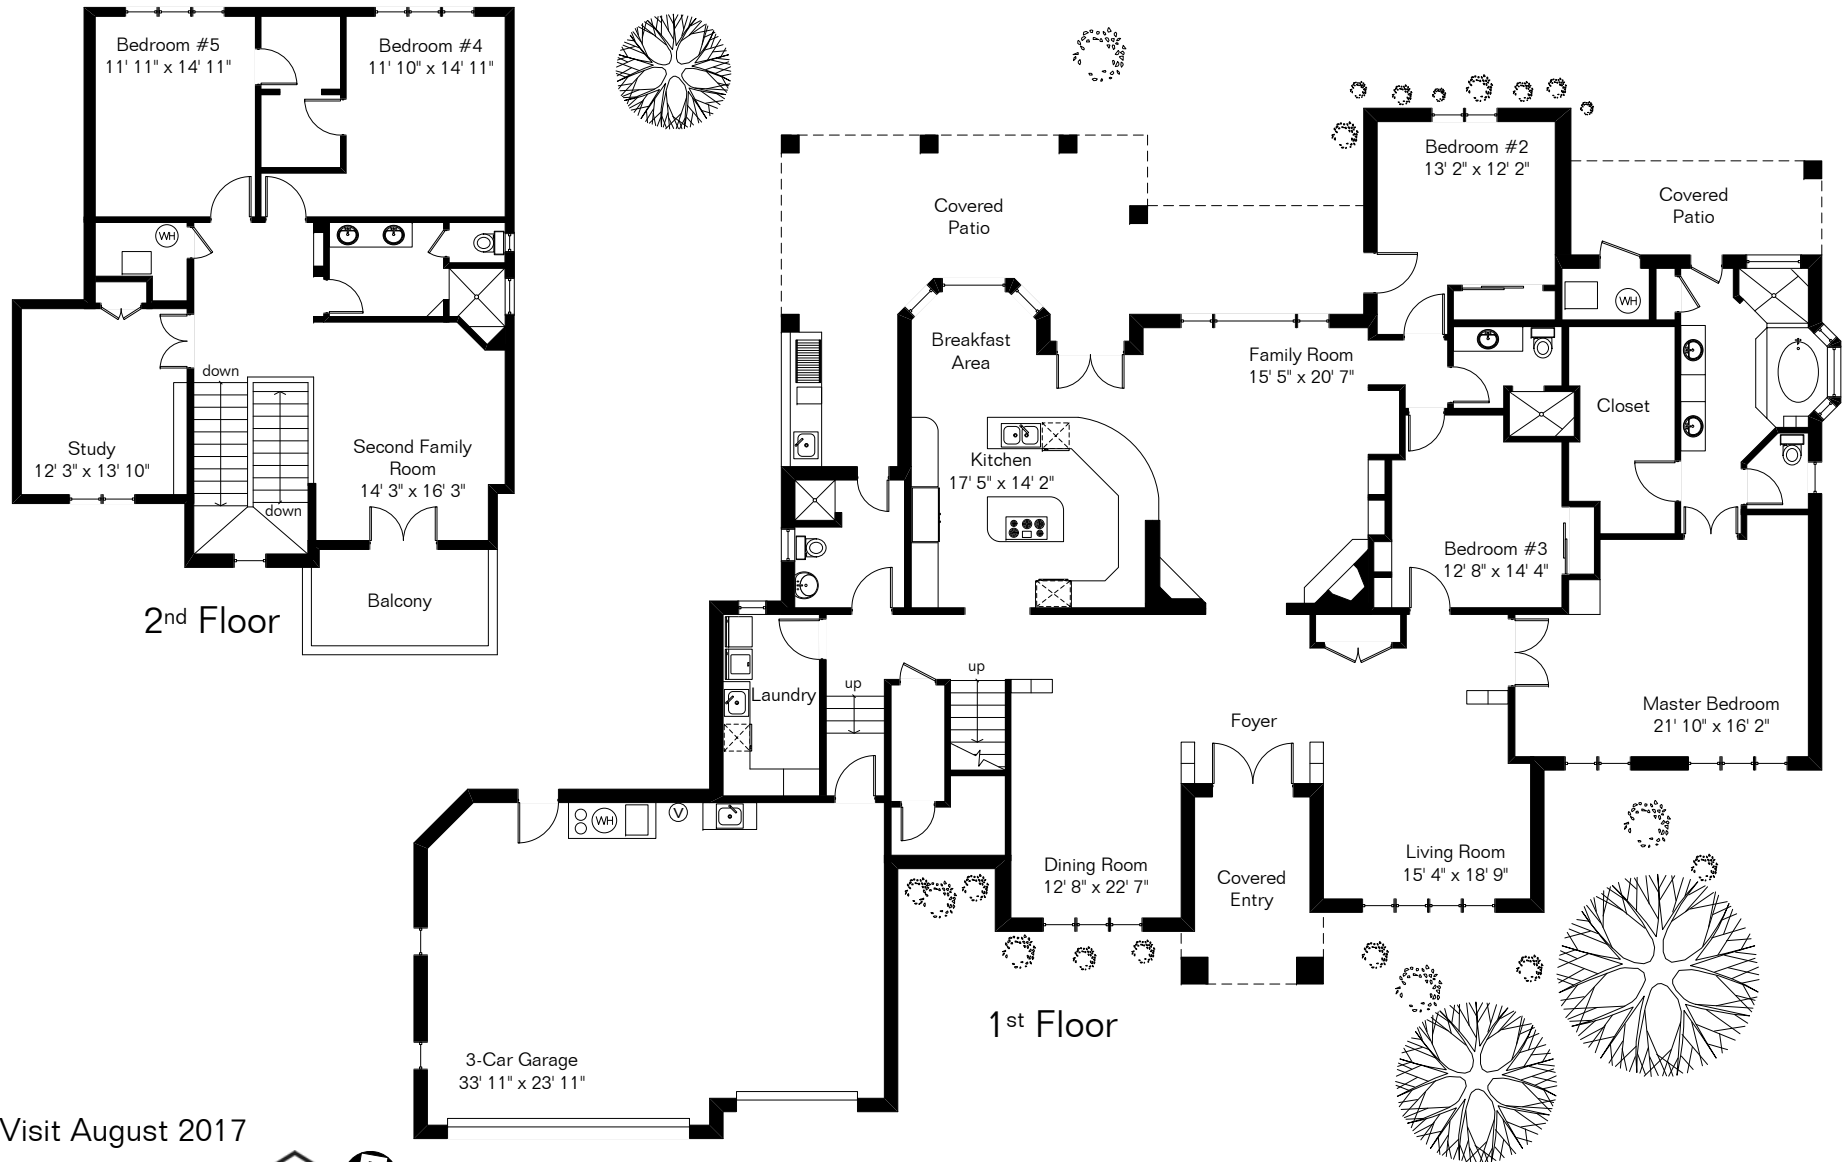 Bedroom #5
11' 11" x 14' 11"
Bedroom #4
11' 10" x 14' 11"
WH
down
Study
12' 3" x 13' 10"
Second Family
Room
14' 3" x 16' 3"
down
Balcony
2nd Floor
Covered
Patio
Bedroom #2
13' 2" x 12' 2"
Covered
Patio
WH
Breakfast
Area
Family Room
15' 5" x 20' 7"
Closet
Kitchen
17' 5" x 14' 2"
Bedroom #3
12' 8" x 14' 4"
Laundry
up
up
Foyer
Master Bedroom
21' 10" x 16' 2"
WH
V
Dining Room
12' 8" x 22' 7"
Covered
Entry
Living Room
15' 4" x 18' 9"
1st Floor
3-Car Garage
33' 11" x 23' 11"
Visit August 2017